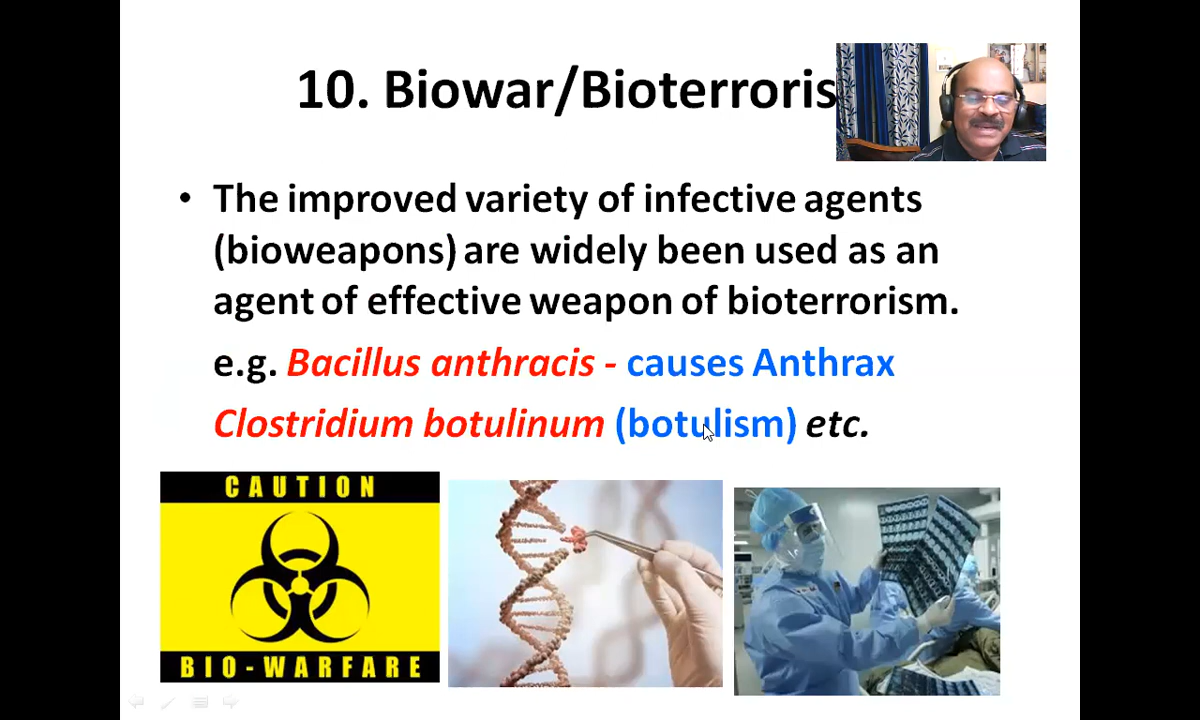 10. Biowar/Bioterroris
• The improved variety of infective agents
(bioweapons) are widely been used as an
agent of effective weapon of bioterrorism.
e.g. Bacillus anthracis - causes Anthrax
Clostridium botulinum (botulism) etc.
CAUTION
BIO-WARFARE